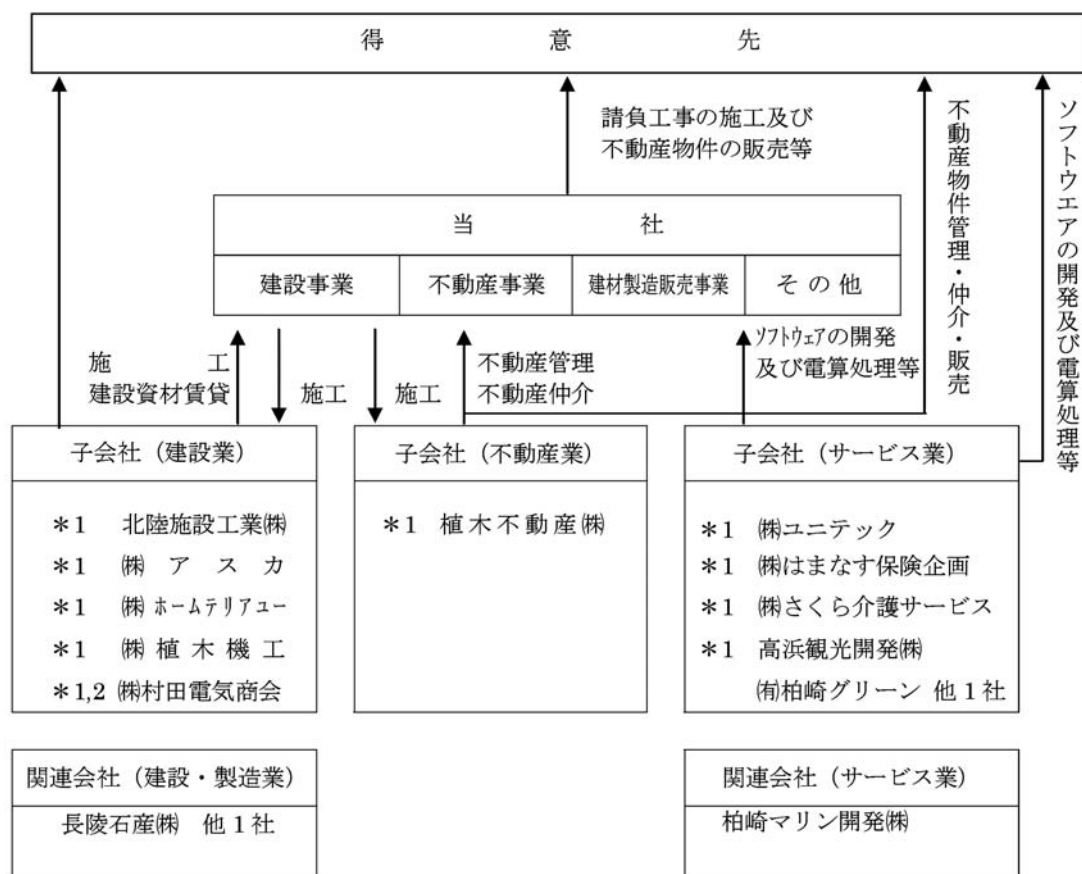 得意先
請負工事の施工及び
不動産物件の販売等
不動産物件管理・仲介・販売
ソフトウエアの開発及び電算処理等
当社
建設事業 不動産事業 建材製造販売事業 その他
施工
建設資材賃貸
施工
施工
不動産管理
不動産仲介
ソフトウェアの開発
及び電算処理等
子会社（建設業）
＊1 北陸施設工業㈱
＊1 ㈱アスカ
＊1 ㈱ホームテリアユー
＊1 ㈱植木機工
＊1,2 ㈱村田電気商会
子会社（不動産業）
＊1 植木不動産㈱
子会社（サービス業）
＊1 ㈱ユニテック
＊1 ㈱はまなす保険企画
＊1 ㈱さくら介護サービス
＊1 高浜観光開発㈱
㈲柏崎グリーン 他1社
関連会社（建設・製造業）
長陵石産㈱ 他1社
関連会社（サービス業）
柏崎マリン開発㈱